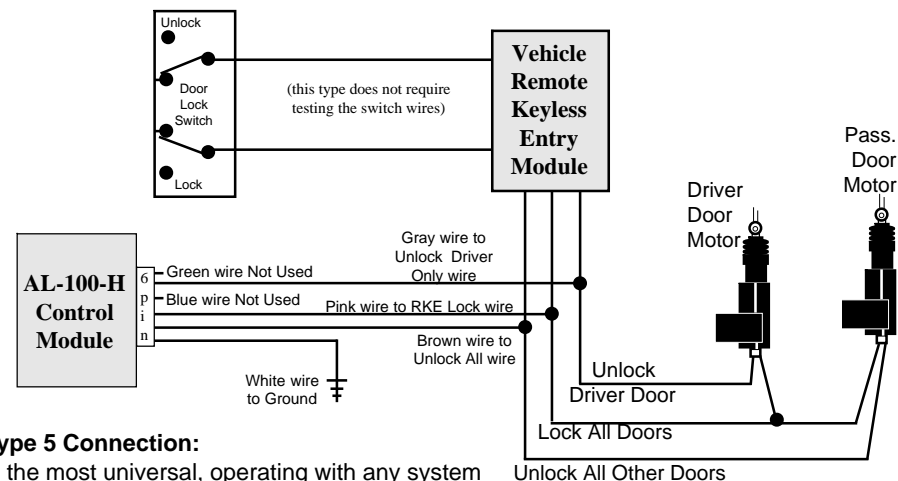 Unlock
Door
Lock
Switch
Lock
(this type does not require
testing the switch wires)
Vehicle
Remote
Keyless
Entry
Module
Pass.
Door
Motor
Driver
Door
Motor
AL-100-H
Control
Module
6
p
i
n
Green wire Not Used
Blue wire Not Used
Gray wire to
Unlock Driver
Only wire
Pink wire to RKE Lock wire
Brown wire to
Unlock All wire
White wire
to Ground
Unlock
Driver Door
Lock All Doors
Unlock All Other Doors
ype 5 Connection:
the most universal, operating with any system